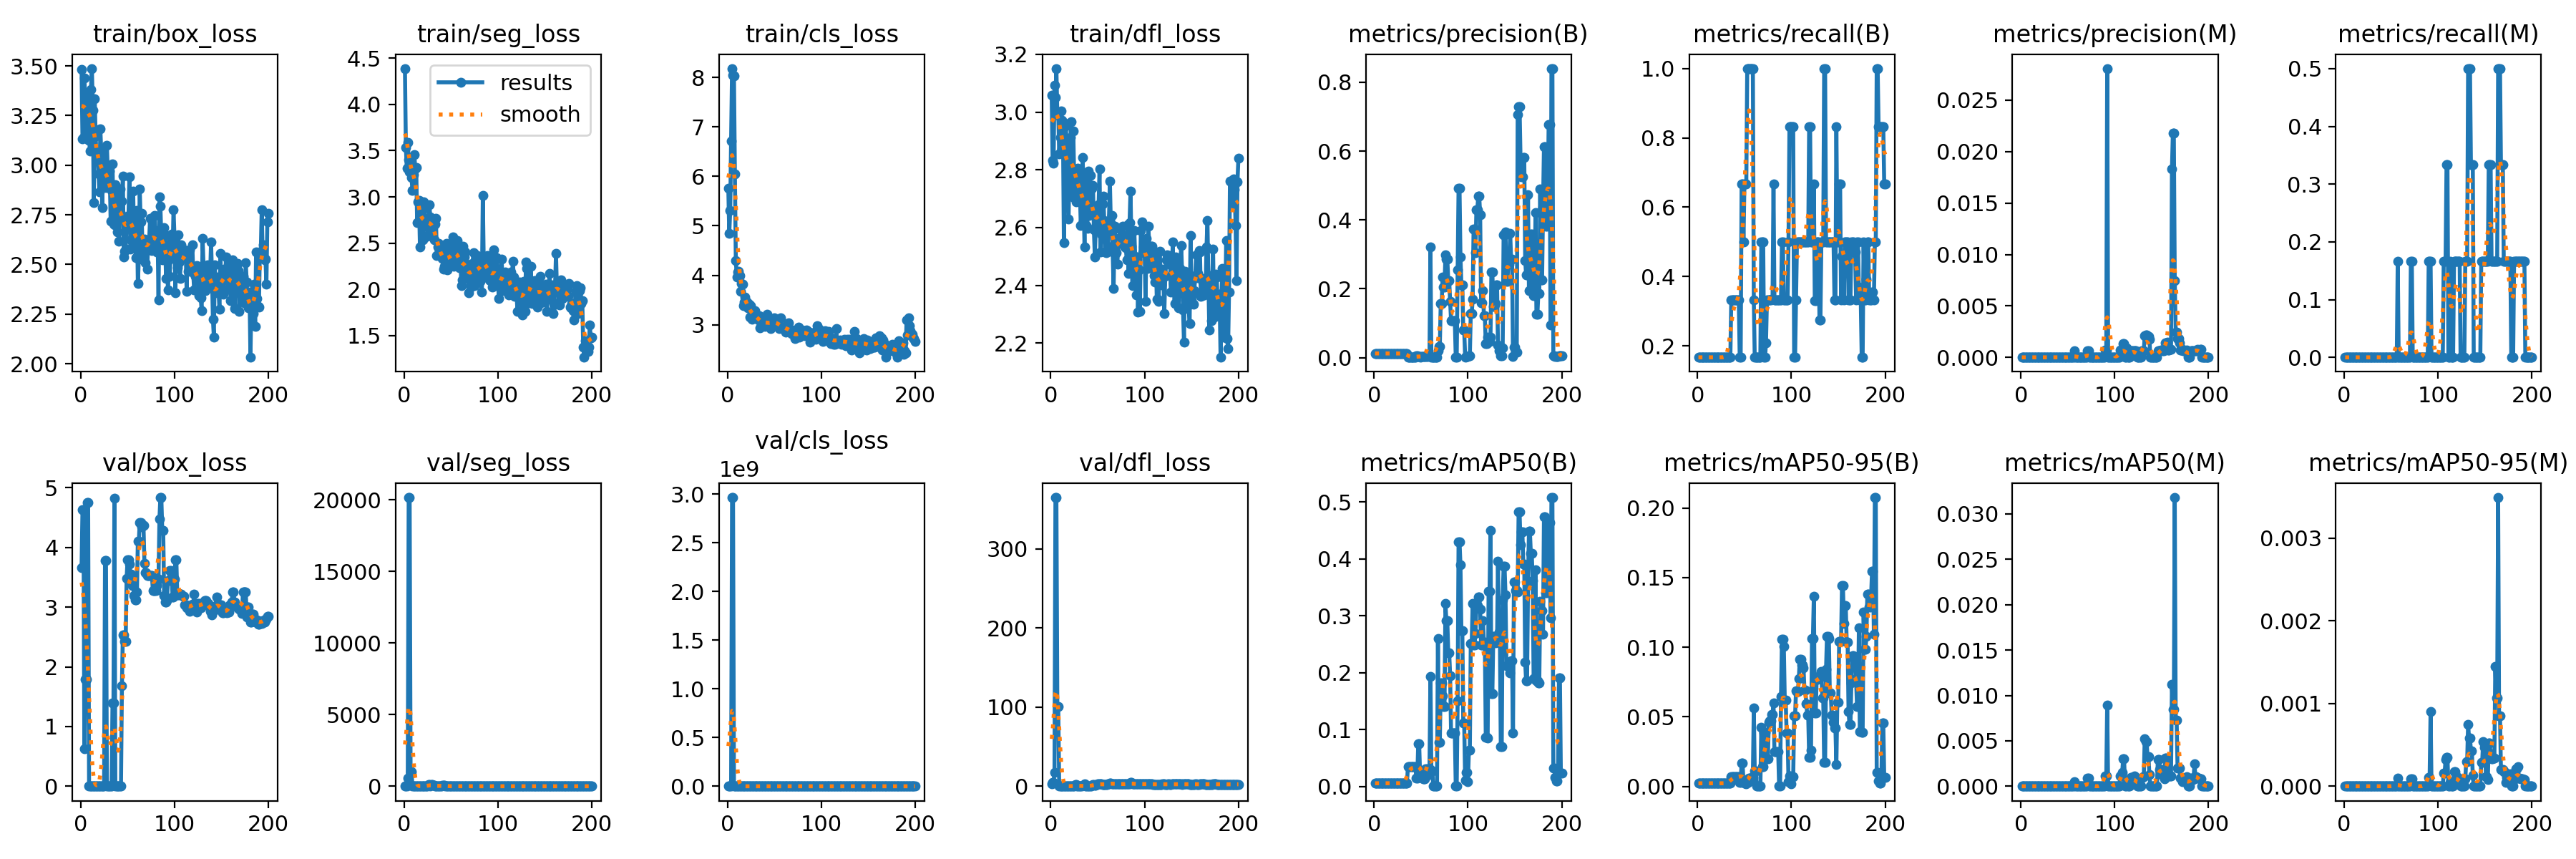 train/box_loss
3.50
3.25
3.00
2.75
2.50
2.25
2.00
0 100 200
train/seg_loss
results
smooth
4.5
4.0
3.5
3.0
2.5
2.0
1.5
0 100 200
train/cls_loss
8
7
6
5
4
3
0 100 200
train/dfl_loss
3.2
3.0
2.8
2.6
2.4
2.2
0 100 200
metrics/precision(B)
0.8
0.6
0.4
0.2
0.0
0 100 200
metrics/recall(B)
1.0
0.8
0.6
0.4
0.2
0 100 200
metrics/precision(M)
0.025
0.020
0.015
0.010
0.005
0.000
0 100 200
metrics/recall(M)
0.5
0.4
0.3
0.2
0.1
0.0
0 100 200
val/box_loss
5
4
3
2
1
0
0 100 200
val/seg_loss
20000
15000
10000
5000
0
0 100 200
val/cls_loss
1e9
3.0
2.5
2.0
1.5
1.0
0.5
0.0
0 100 200
val/dfl_loss
300
200
100
0
0 100 200
metrics/mAP50(B)
0.5
0.4
0.3
0.2
0.1
0.0
0 100 200
metrics/mAP50-95(B)
0.20
0.15
0.10
0.05
0.00
0 100 200
metrics/mAP50(M)
0.030
0.025
0.020
0.015
0.010
0.005
0.000
0 100 200
metrics/mAP50-95(M)
0.003
0.002
0.001
0.000
0 100 200